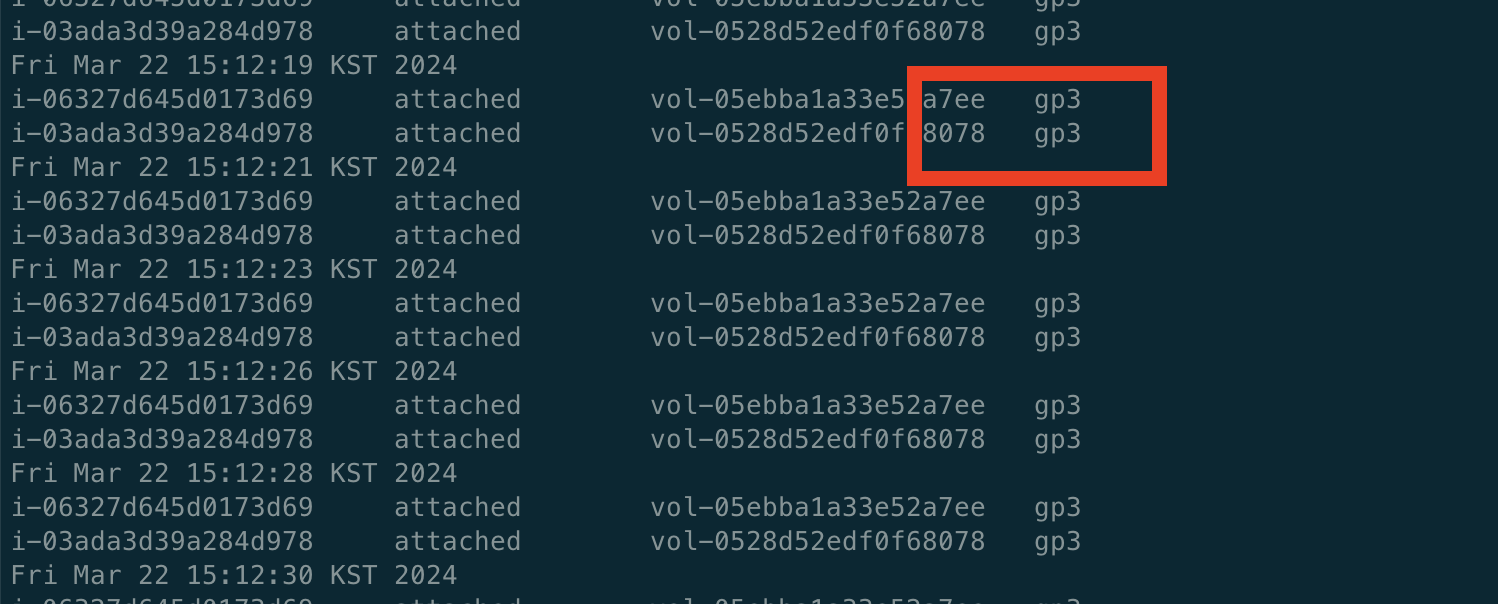 i-06327d645d0173d69     attached        vol-05ebba1a33e52a7ee   gp3
i-03ada3d39a284d978     attached        vol-0528d52edf0f68078   gp3
Fri Mar 22 15:12:19 KST 2024
i-06327d645d0173d69     attached        vol-05ebba1a33e5 a7ee   gp3
i-03ada3d39a284d978     attached        vol-0528d52edf0f 8078   gp3
Fri Mar 22 15:12:21 KST 2024
i-06327d645d0173d69     attached        vol-05ebba1a33e52a7ee   gp3
i-03ada3d39a284d978     attached        vol-0528d52edf0f68078   gp3
Fri Mar 22 15:12:23 KST 2024
i-06327d645d0173d69     attached        vol-05ebba1a33e52a7ee   gp3
i-03ada3d39a284d978     attached        vol-0528d52edf0f68078   gp3
Fri Mar 22 15:12:26 KST 2024
i-06327d645d0173d69     attached        vol-05ebba1a33e52a7ee   gp3
i-03ada3d39a284d978     attached        vol-0528d52edf0f68078   gp3
Fri Mar 22 15:12:28 KST 2024
i-06327d645d0173d69     attached        vol-05ebba1a33e52a7ee   gp3
i-03ada3d39a284d978     attached        vol-0528d52edf0f68078   gp3
Fri Mar 22 15:12:30 KST 2024